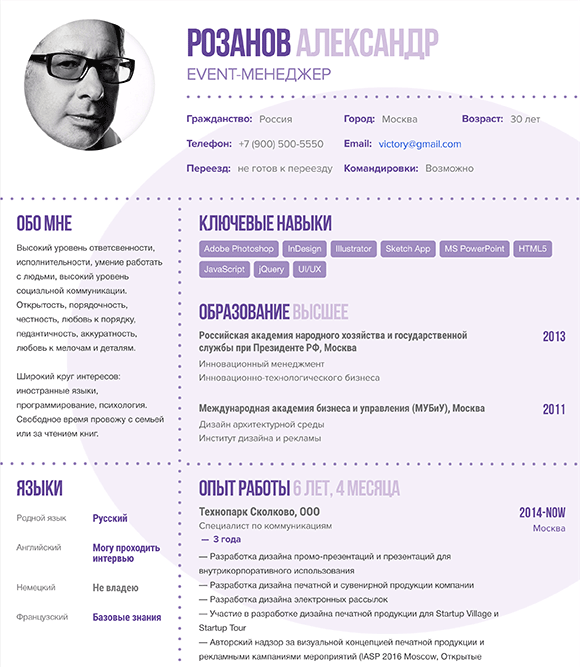 РОЗАНОВ АЛЕКСАНДР
EVENT-МЕНЕДЖЕР
Гражданство: Россия Город: Москва Возраст: 30 лет
Телефон: +7 (900) 500-5550 Email: victory@gmail.com
Переезд: не готов к переезду Командировки: Возможно
ОБО МНЕ
Высокий уровень ответсвенности,
исполнительности, умение работать
с людьми, высокий уровень
социальной коммуникации.
Открытость, порядочность,
честность, любовь к порядку,
педантичность, аккуратность,
любовь к мелочам и деталям.
Широкий круг интересов:
иностранные языки,
программирование, психология.
Свободное время провожу с семьей
или за чтением книг.
КЛЮЧЕВЫЕ НАВЫКИ
Adobe Photoshop InDesign Illustrator Sketch App MS PowerPoint HTML5
JavaScript jQuery UI/UX
ОБРАЗОВАНИЕ ВЫСШЕЕ
Российская академия народного хозяйства и государственной
службы при Президенте РФ, Москва
2013
Инновационный менеджмент
Инновационно-технологического бизнеса
Международная академия бизнеса и управления (МУБиУ), Москва 2011
Дизайн архитектурной среды
Институт дизайна и рекламы
ЯЗЫКИ
Родной язык Русский
Английский Могу проходить
интервью
Немецкий Не владею
Французский Базовые знания
ОПЫТ РАБОТЫ 6 ЛЕТ, 4 МЕСЯЦА
Технопарк Сколково, ООО 2014-NOW
Специалист по коммуникациям Москва
— 3 года
— Разработка дизайна промо-презентаций и презентаций для
внутрикорпоративного использования
— Разработка дизайна печатной и сувенирной продукции компании
— Разработка дизайна электронных рассылок
— Участие в разработке дизайна печатной продукции для Startup Village и
Startup Tour
— Авторский надзор за визуальной концепцией печатной продукции и
рекламными кампаниями мероприятий (IASP 2016 Moscow, Открытые